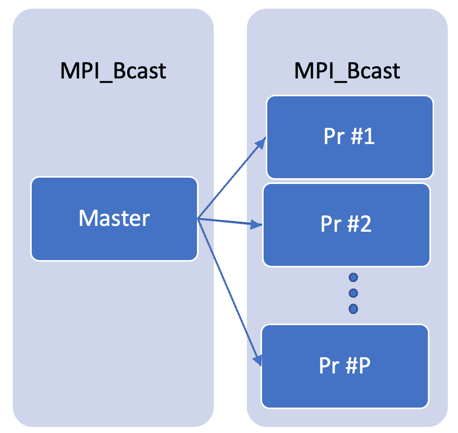 MPI_Bcast
Master
MPI_Bcast
Pr #1
Pr #2
Pr #P